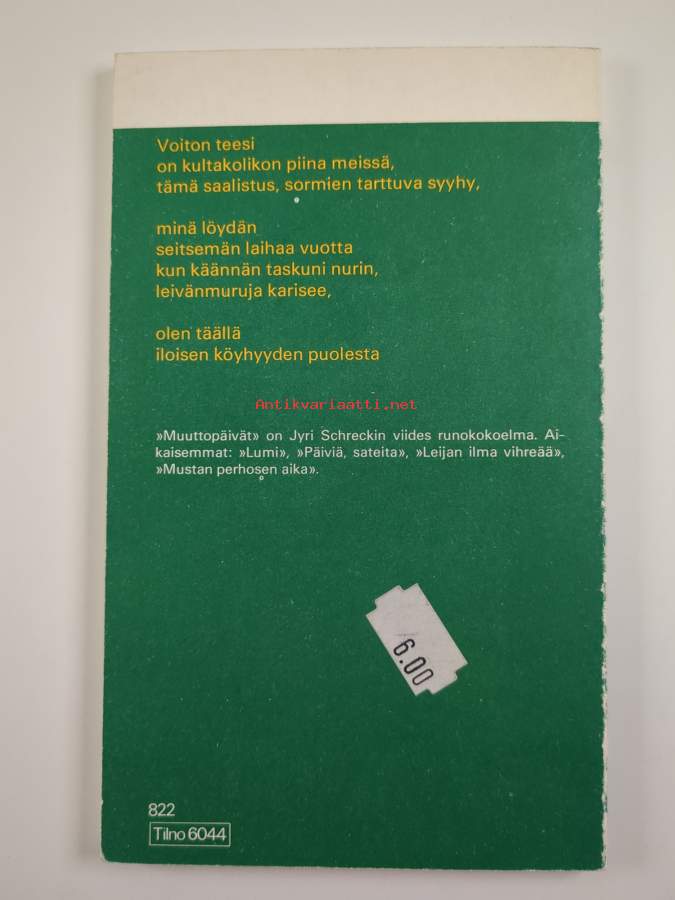 Voiton teesi
on kultakolikon piina meissä,
tämä saalistus, sormien tarttuva syyhy,
minä löydän
seitsemän laihaa vuotta
kun käännän taskuni nurin,
leivänmuruja karisee,
olen täällä
iloisen köyhyyden puolesta
Antikvariaatti.net
»Muuttopäivät» on Jyri Schreckin viides runokokoelma. Ai-
kaisemmat: »Lumi», »Päiviä, sateita», »Leijan ilma vihreää»,
»Mustan perhosen aika».
6.00
822
Tilno 6044